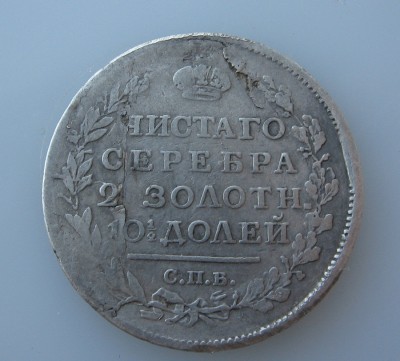 ЧИСТАГО
СЕРЕБРА
2 ЗОЛОТН.
10½ ДОЛЕЙ
С.П.Б.